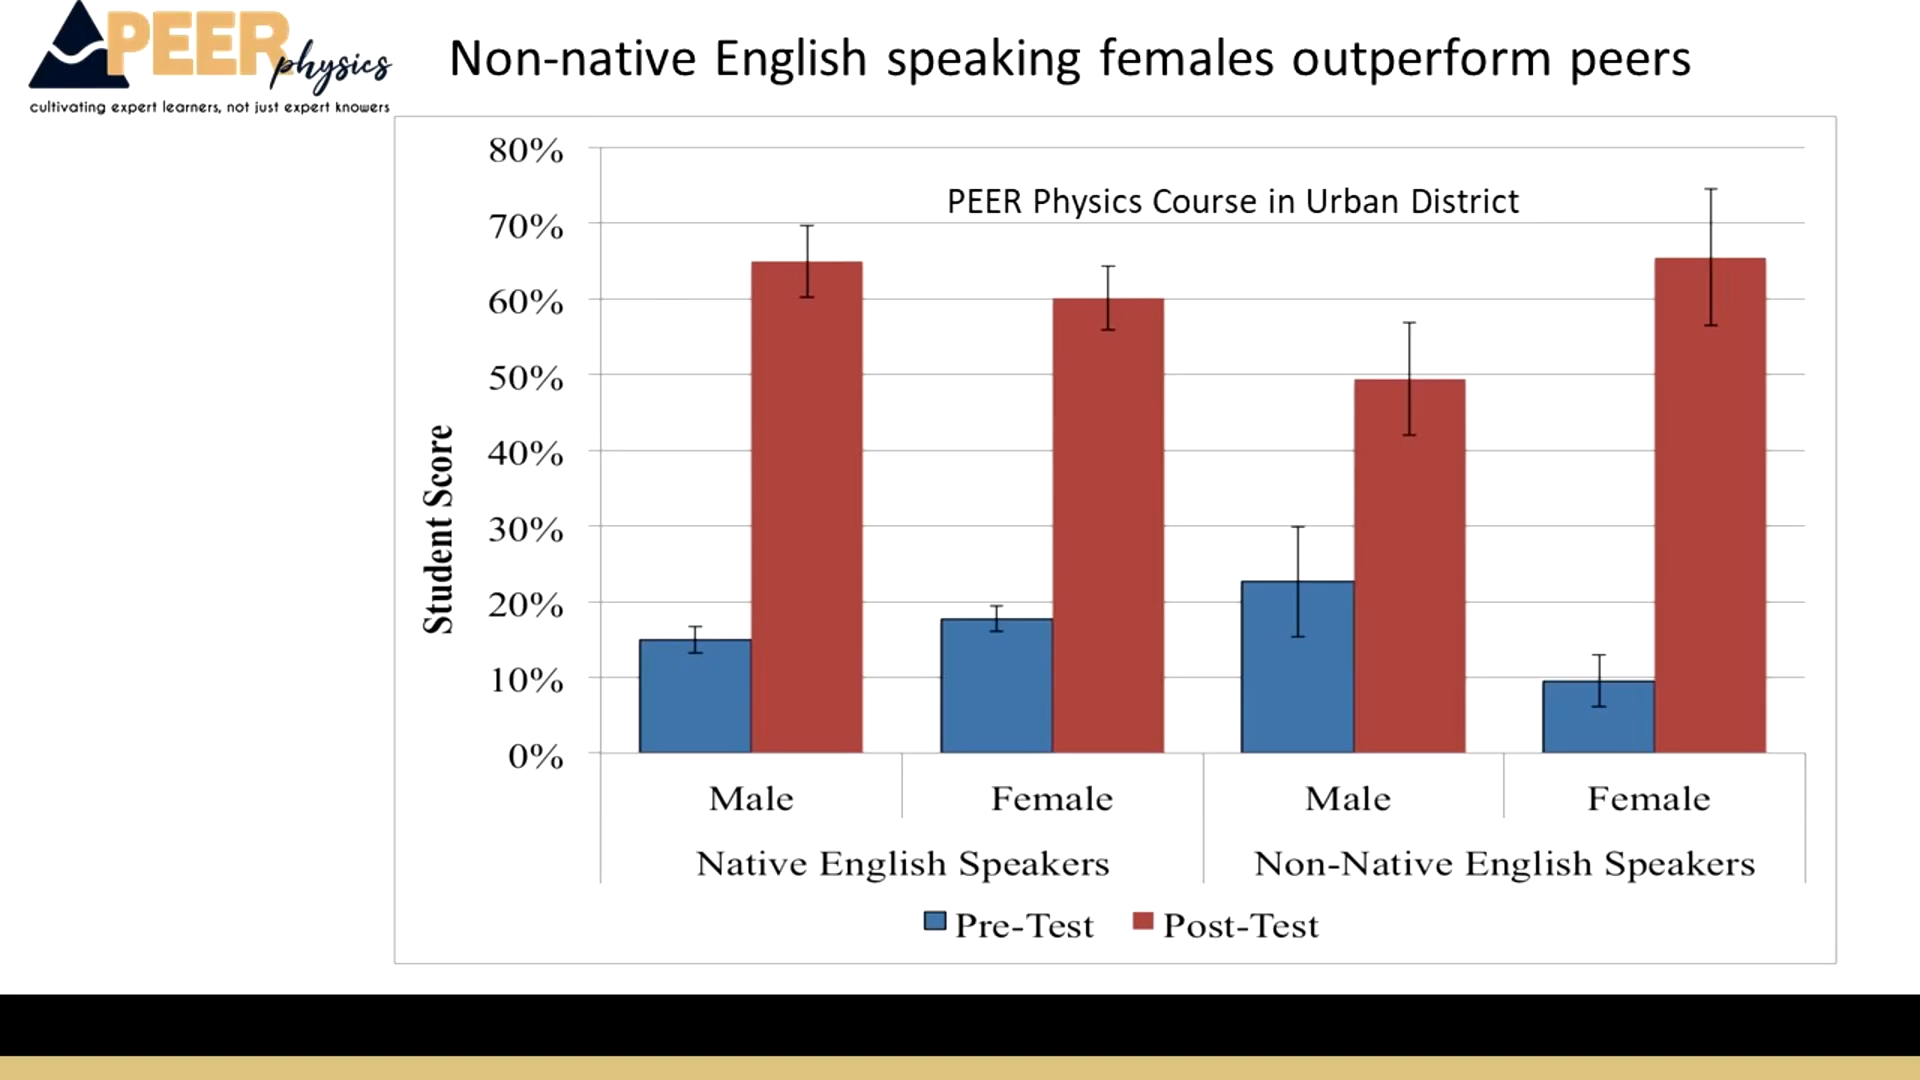 PEER
physics
cultivating expert learners, not just expert knowers
Non-native English speaking females outperform peers
PEER Physics Course in Urban District
80%
70%
60%
50%
40%
30%
20%
10%
0%
Student Score
Male
Female
Male
Female
Native English Speakers
Non-Native English Speakers
Pre-Test
Post-Test